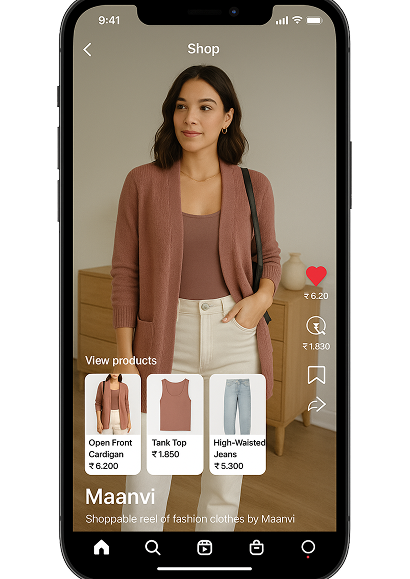 9:41
Shop
₹ 6.20
₹ 1.830
View products
Open Front
Cardigan
₹ 6.200
Tank Top
₹ 1.850
High-Waisted
Jeans
₹ 5.300
Maanvi
Shoppable reel of fashion clothes by Maanvi